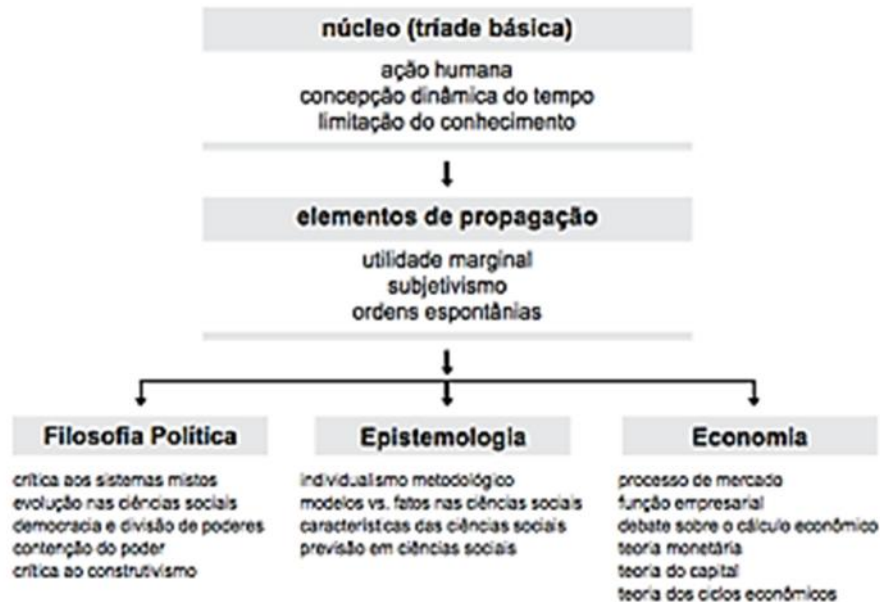 núcleo (tríade básica)
ação humana
concepção dinâmica do tempo
limitação do conhecimento
elementos de propagação
utilidade marginal
subjetivismo
ordens espontânias
Filosofia Política
crítica aos sistemas mistos
evolução nas ciências sociais
democracia e divisão de poderes
contenção do poder
crítica ao construtivismo
Epistemologia
individualismo metodológico
modelos vs. fatos nas ciências sociais
características das ciências sociais
previsão em ciências sociais
Economia
processo de mercado
função empresarial
debate sobre o cálculo econômico
teoria monetária
teoria do capital
teoria dos ciclos econômicos